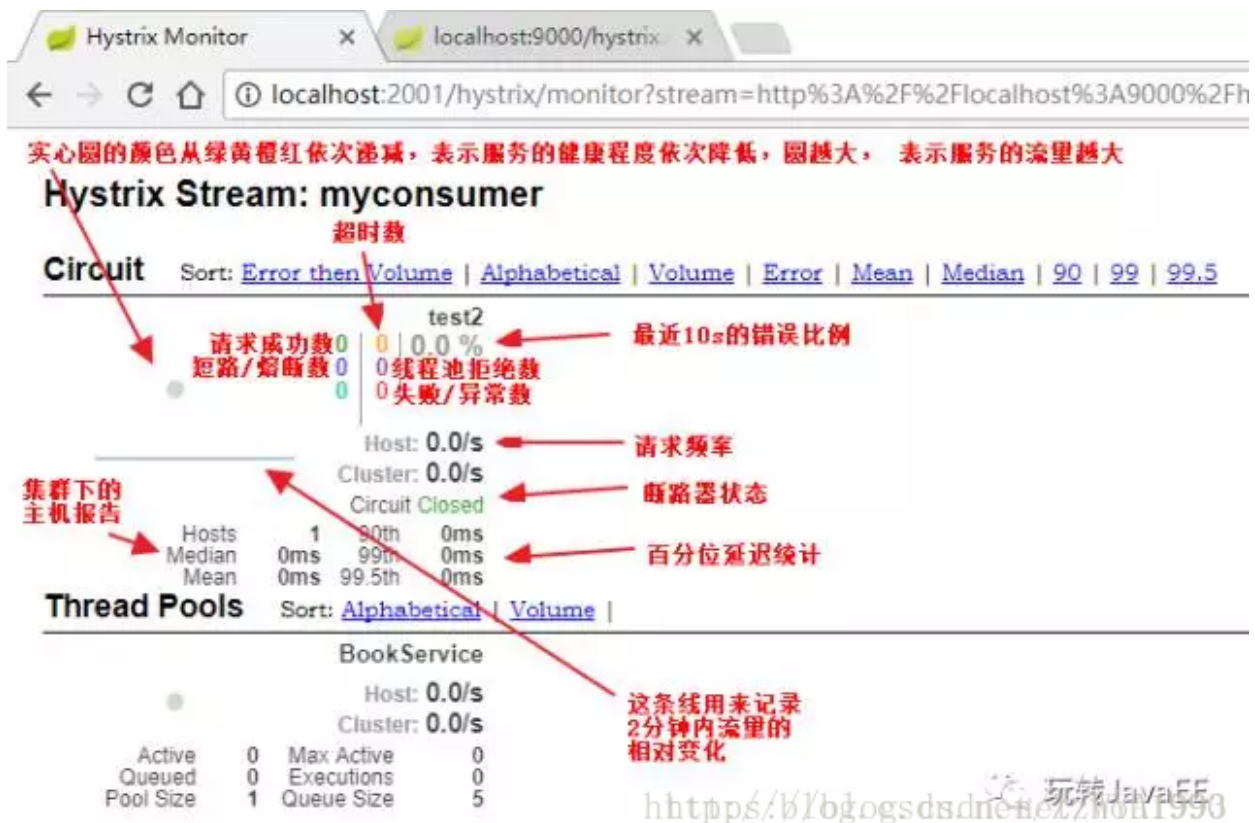 Hystrix Monitor
localhost:9000/hystrix
localhost:2001/hystrix/monitor?stream=http%3A%2F%2Flocalhost%3A9000%2Fh
实心圆的颜色从绿黄橙红依次递减，表示服务的健康程度依次降低，圆越大， 表示服务的流里越大
Hystrix Stream: myconsumer
超时数
Circuit Sort: Error then Volume | Alphabetical | Volume | Error | Mean | Median | 90 | 99 | 99.5
test2
请求成功数 0 0 0.0 % 最近10s的错误比例
短路/熔断数 0 0 线程池拒绝数
0 0 失败/异常数
Host: 0.0/s 请求频率
Cluster: 0.0/s
集群下的
主机报告
Circuit Closed 断路器状态
Hosts 1 90th 0ms
Median 0ms 99th 0ms 百分位延迟统计
Mean 0ms 99.5th 0ms
Thread Pools Sort: Alphabetical | Volume |
BookService
Host: 0.0/s
Cluster: 0.0/s
这条线用来记录
2分钟内流里的
相对变化
Active 0 Max Active 0
Queued 0 Executions 0
Pool Size 1 Queue Size 5
玩转JavaEE